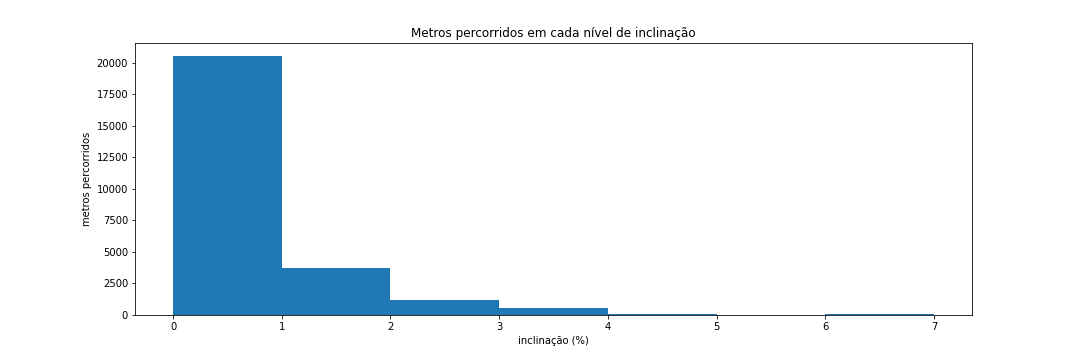 Metros percorridos em cada nível de inclinação
metros percorridos
20000
17500
15000
12500
10000
7500
5000
2500
0
0 1 2 3 4 5 6 7
inclinação (%)